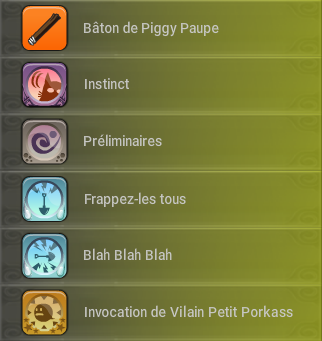 Bâton de Piggy Paupe
Instinct
Préliminaires
Frappez-les tous
Blah Blah Blah
Invocation de Vilain Petit Porkass